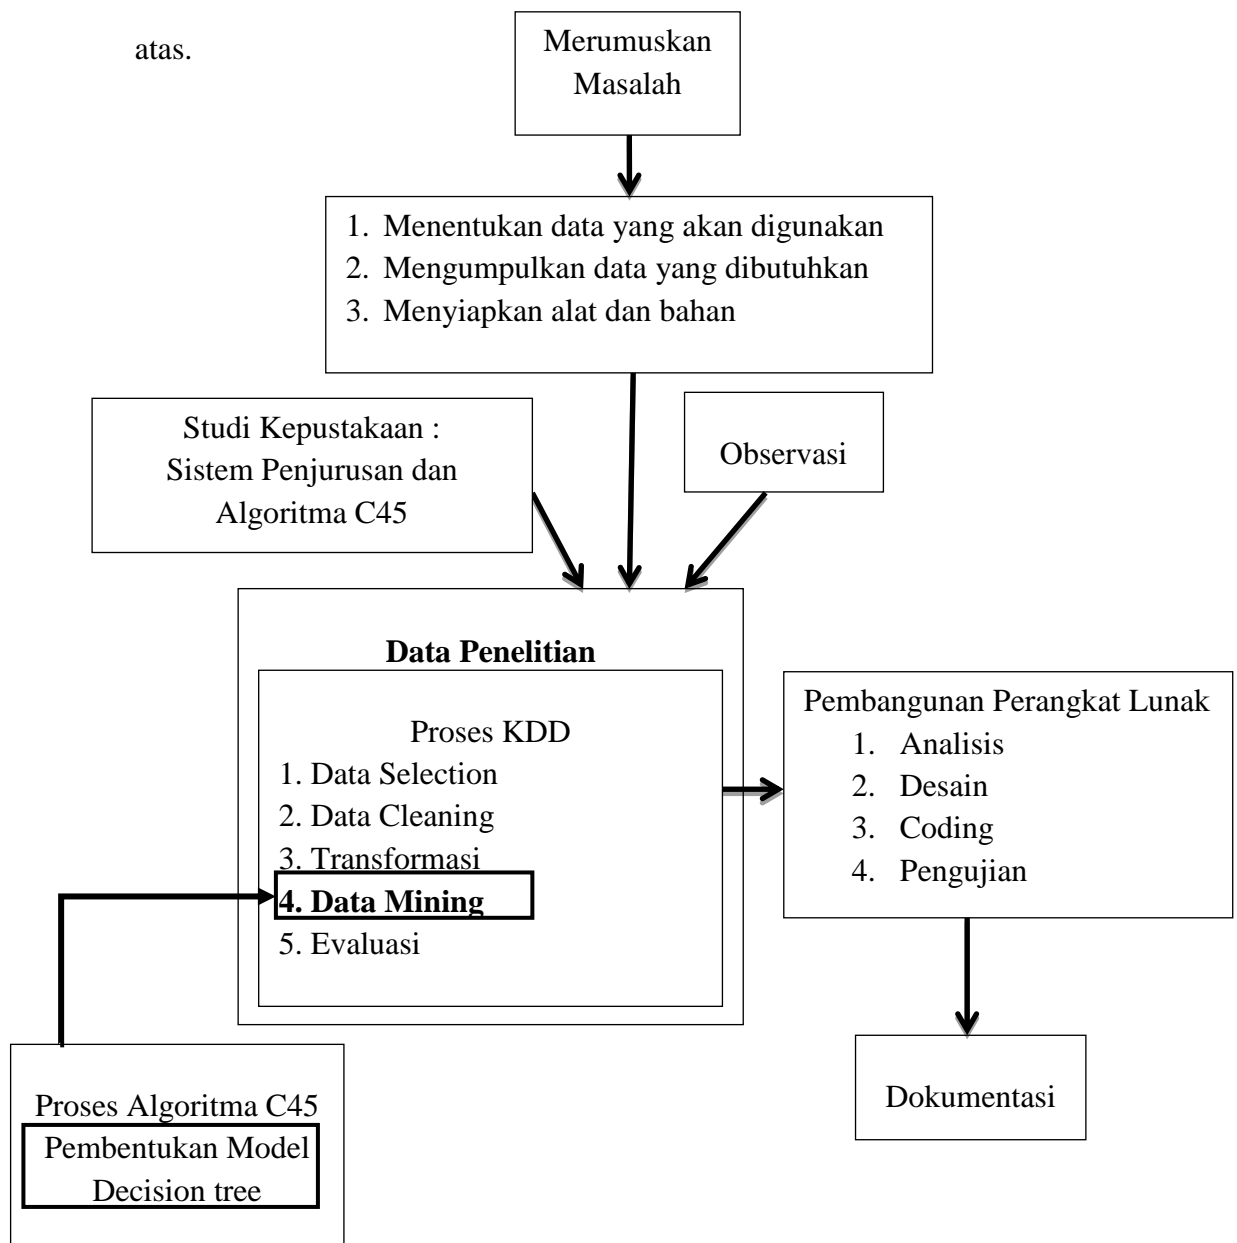 atas.
Merumuskan
Masalah
1. Menentukan data yang akan digunakan
2. Mengumpulkan data yang dibutuhkan
3. Menyiapkan alat dan bahan
Studi Kepustakaan :
Sistem Penjurusan dan
Algoritma C45
Observasi
Data Penelitian
Proses KDD
1. Data Selection
2. Data Cleaning
3. Transformasi
4. Data Mining
5. Evaluasi
Pembangunan Perangkat Lunak
1. Analisis
2. Desain
3. Coding
4. Pengujian
Proses Algoritma C45
Pembentukan Model
Decision tree
Dokumentasi